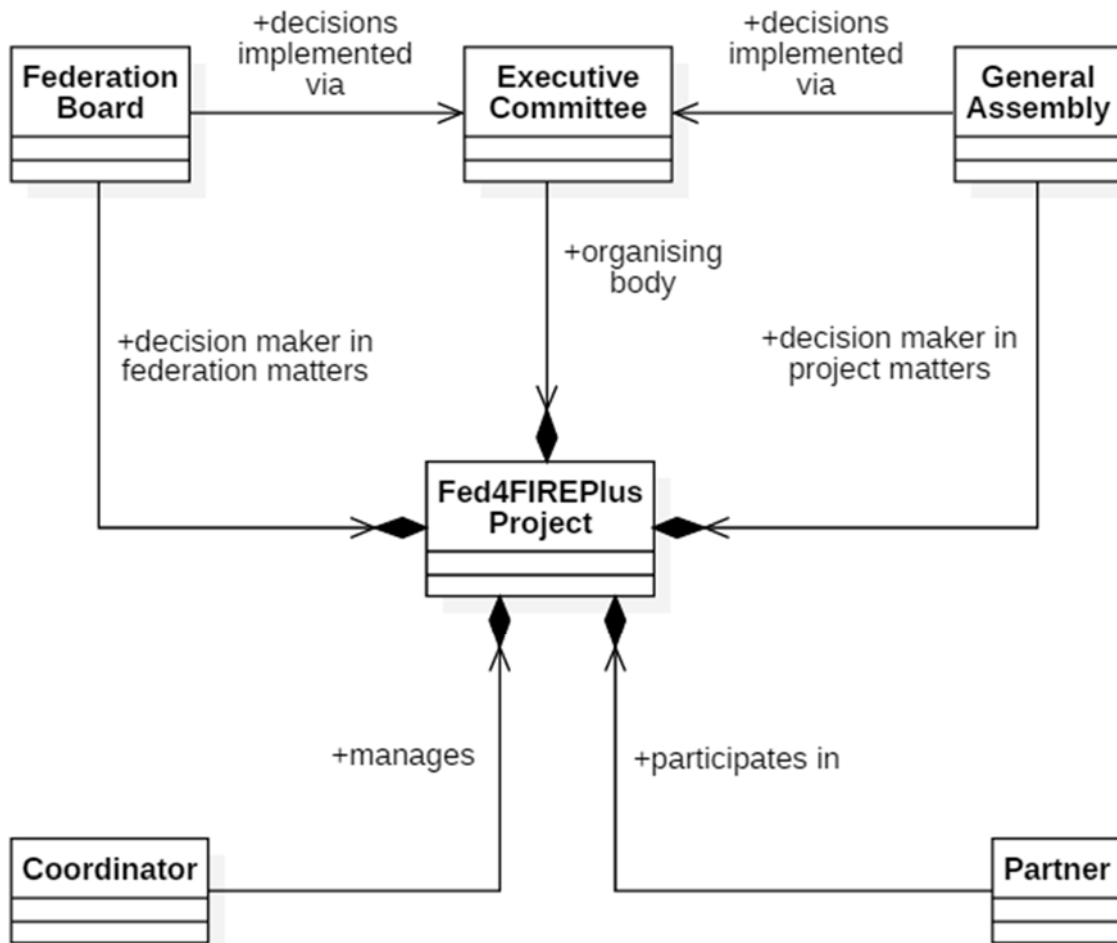 +decisions
implemented
via
+decisions
implemented
via
Federation
Board
Executive
Committee
General
Assembly
+organising
body
+decision maker in
federation matters
+decision maker in
project matters
Fed4FIREPlus
Project
+manages
+participates in
Coordinator
Partner